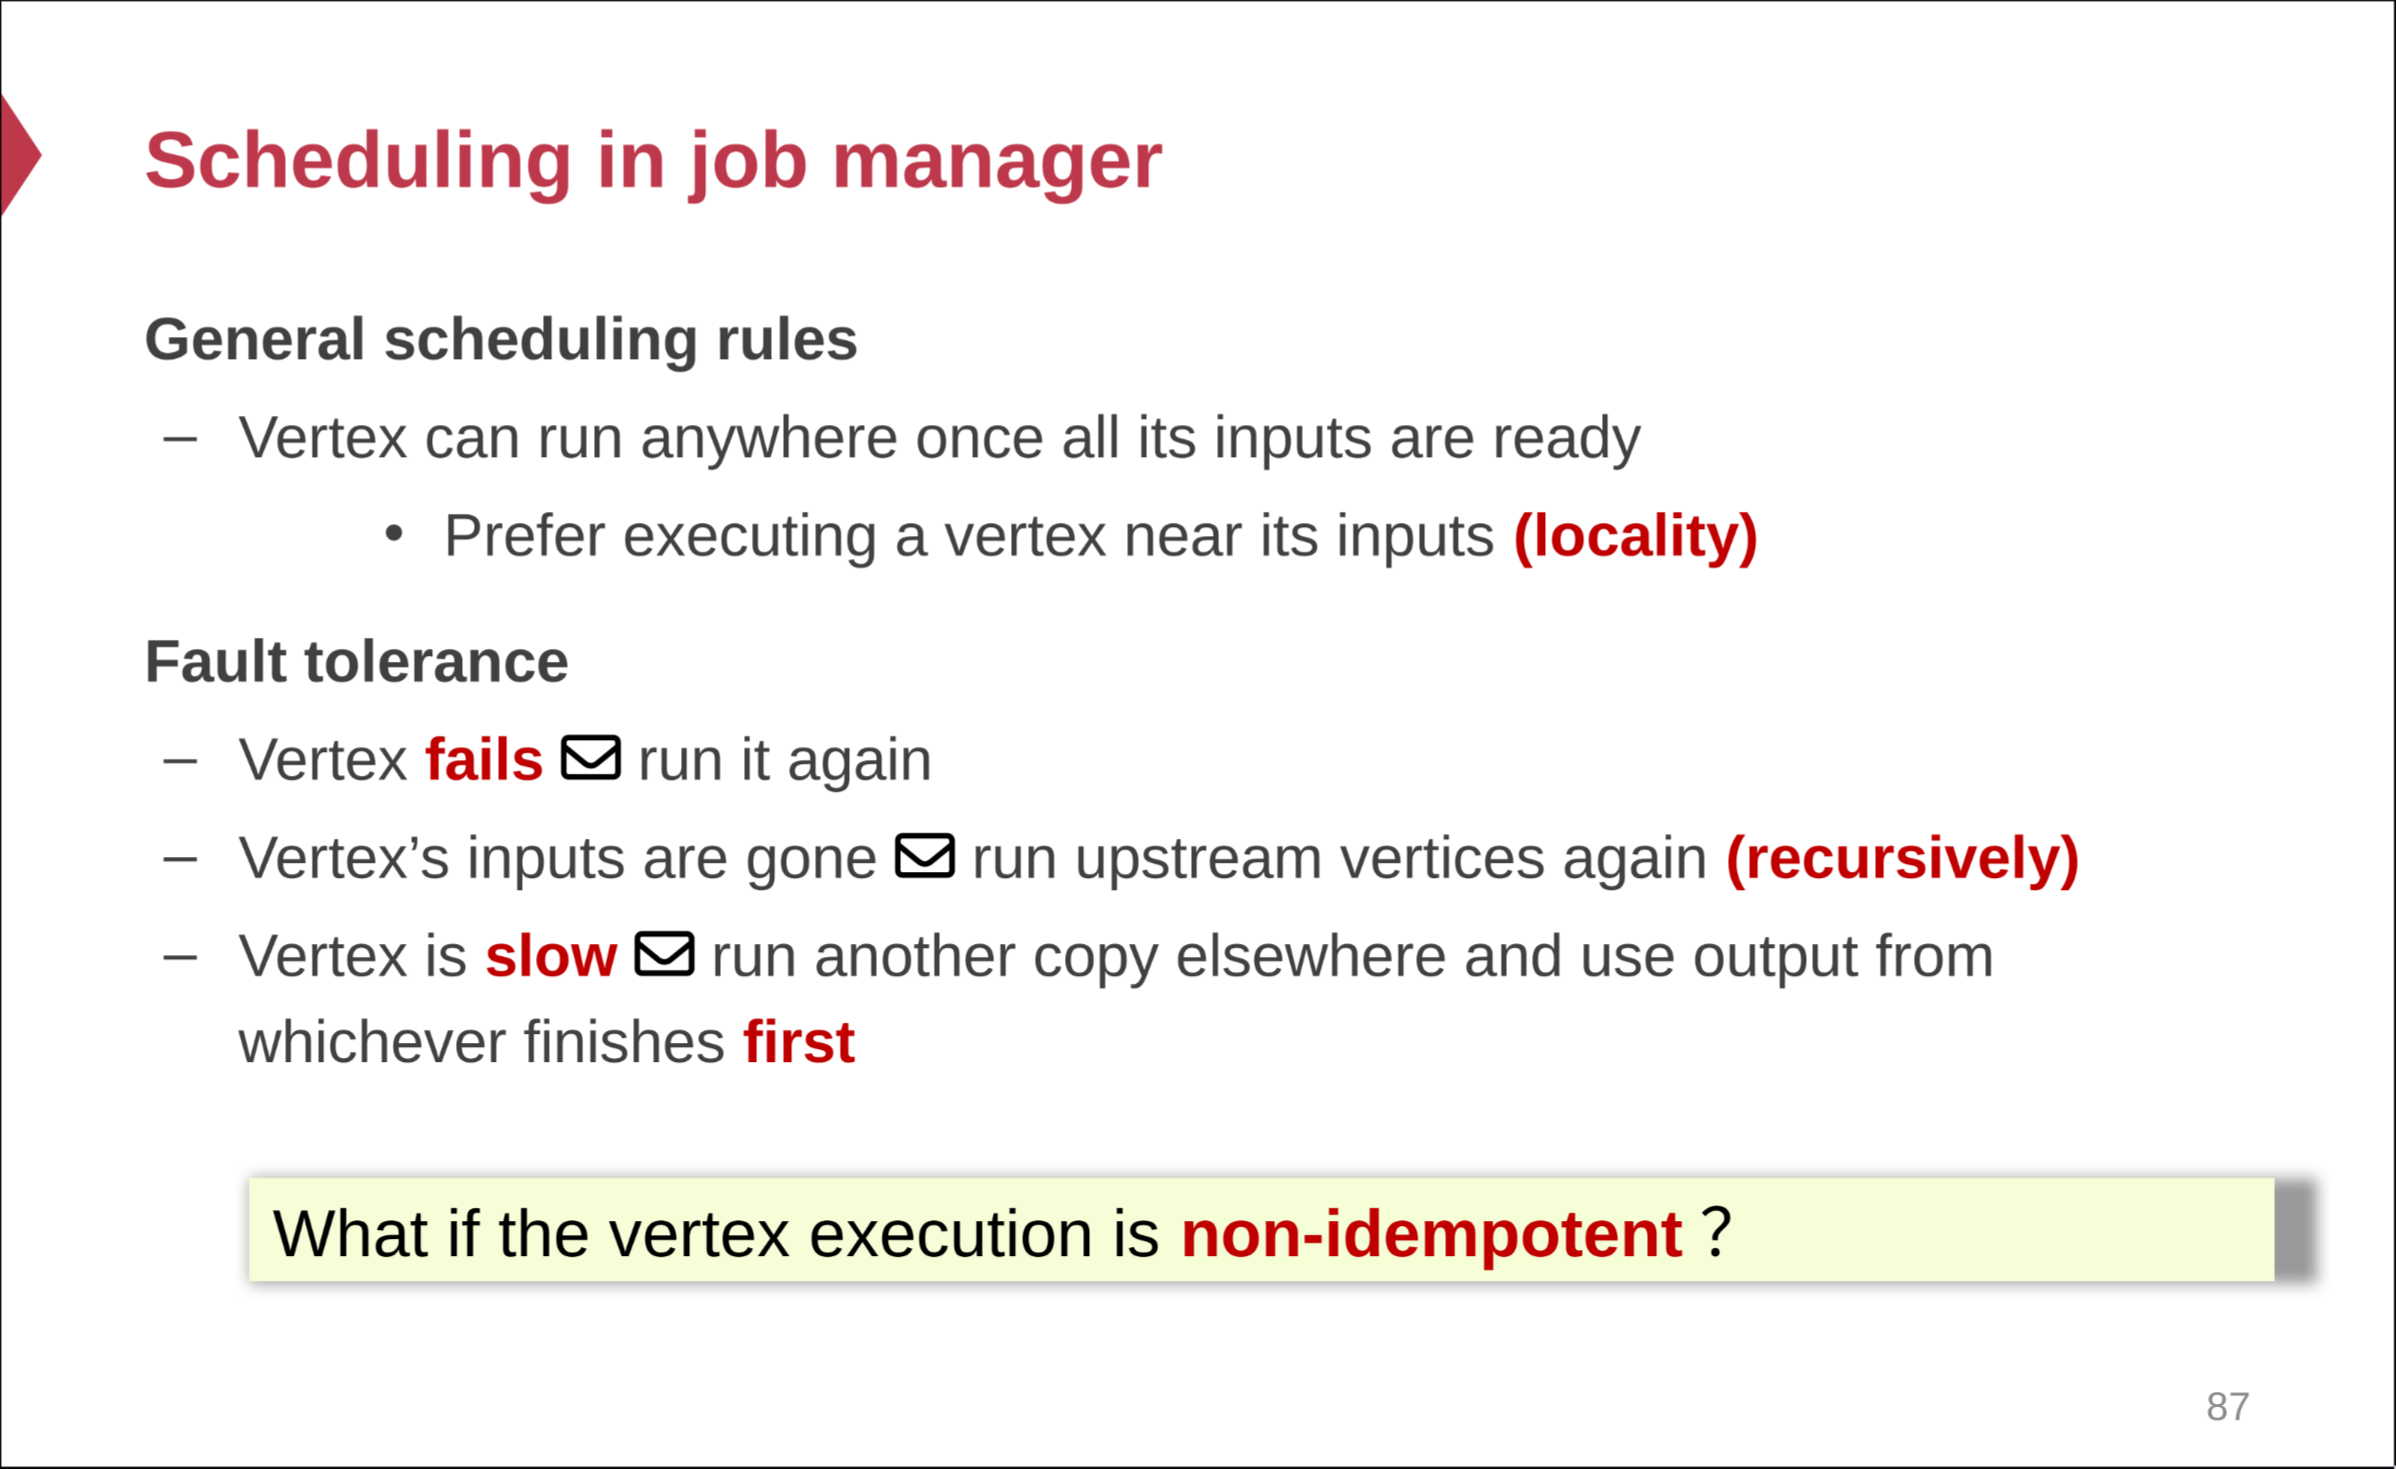 Scheduling in job manager
General scheduling rules
– Vertex can run anywhere once all its inputs are ready
• Prefer executing a vertex near its inputs (locality)
Fault tolerance
– Vertex fails ✉ run it again
– Vertex’s inputs are gone ✉ run upstream vertices again (recursively)
– Vertex is slow ✉ run another copy elsewhere and use output from
whichever finishes first
What if the vertex execution is non-idempotent ?
87